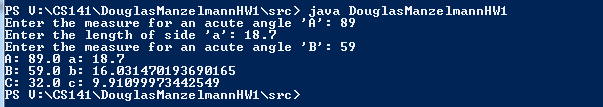 PS V:\CS141\DouglasManzelmannHW1\src> java DouglasManzelmannHW1
Enter the measure for an acute angle 'A': 89
Enter the length of side 'a': 18.7
Enter the measure for an acute angle 'B': 59
A: 89.0 a: 18.7
B: 59.0 b: 16.031470193690165
C: 32.0 c: 9.91099973442549
PS V:\CS141\DouglasManzelmannHW1\src>